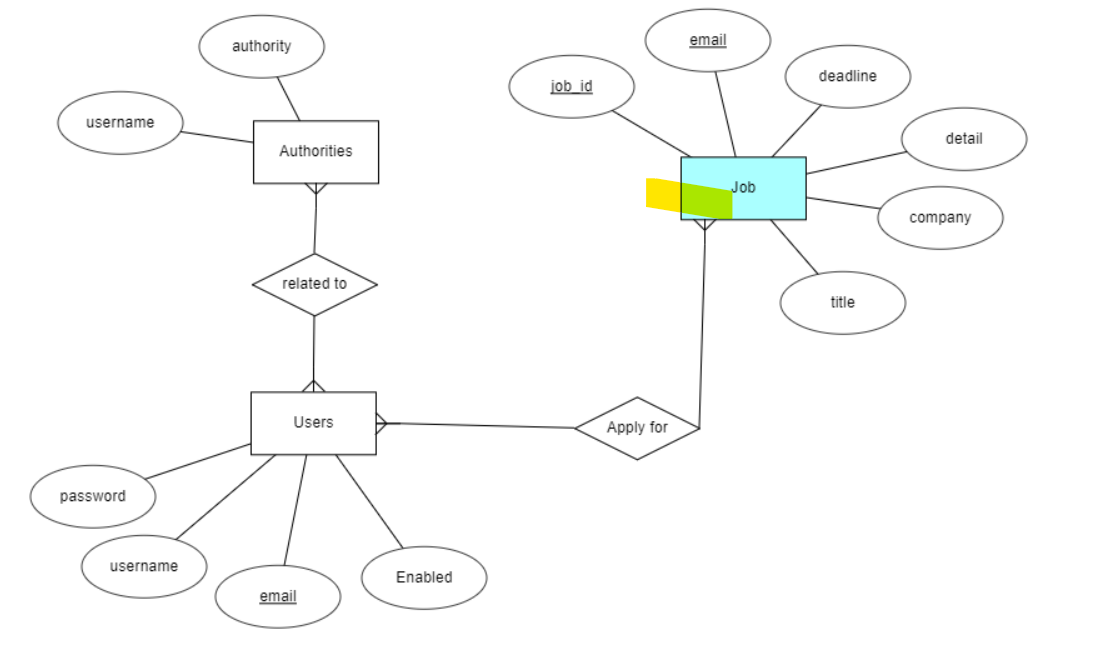 authority
username
Authorities
related to
Users
password
username
email
Enabled
Apply for
job_id
email
deadline
detail
Job
company
title